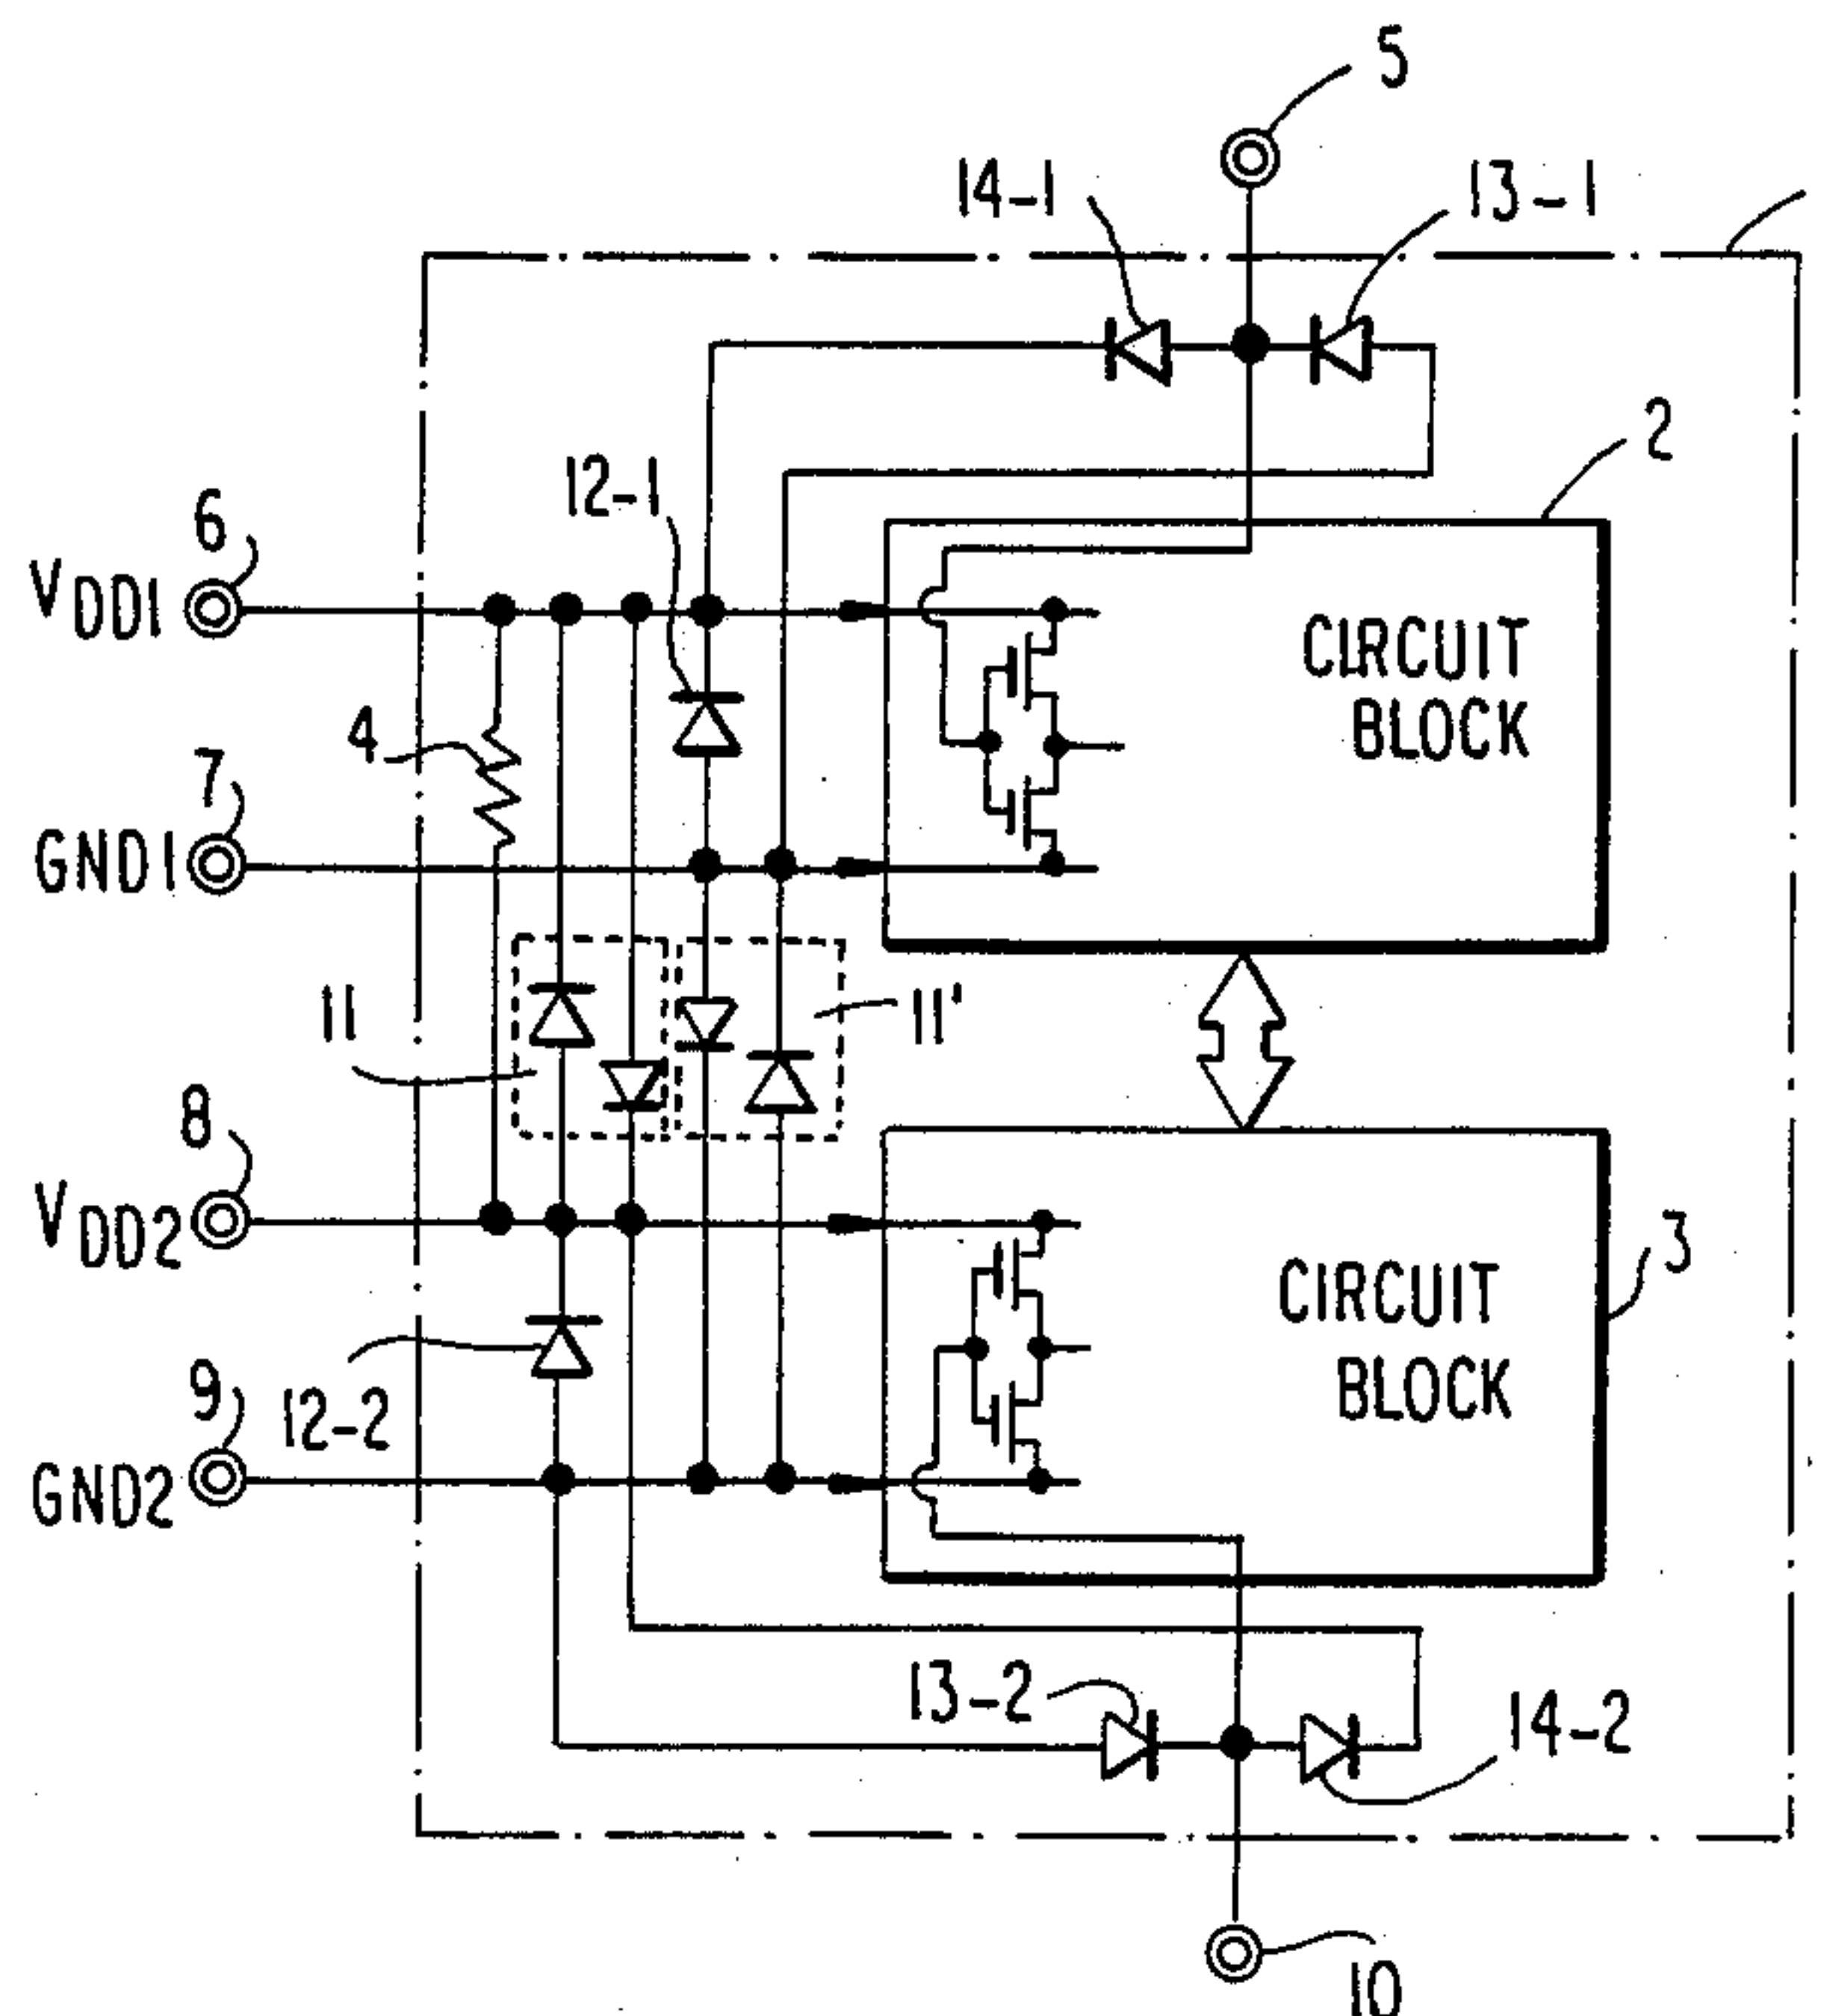 5
14-1
13-1
2
12-1
6
VDD1
4
CIRCUIT
BLOCK
7
GND1
11
11'
8
VDD2
3
CIRCUIT
BLOCK
9
12-2
GND2
13-2
14-2
10